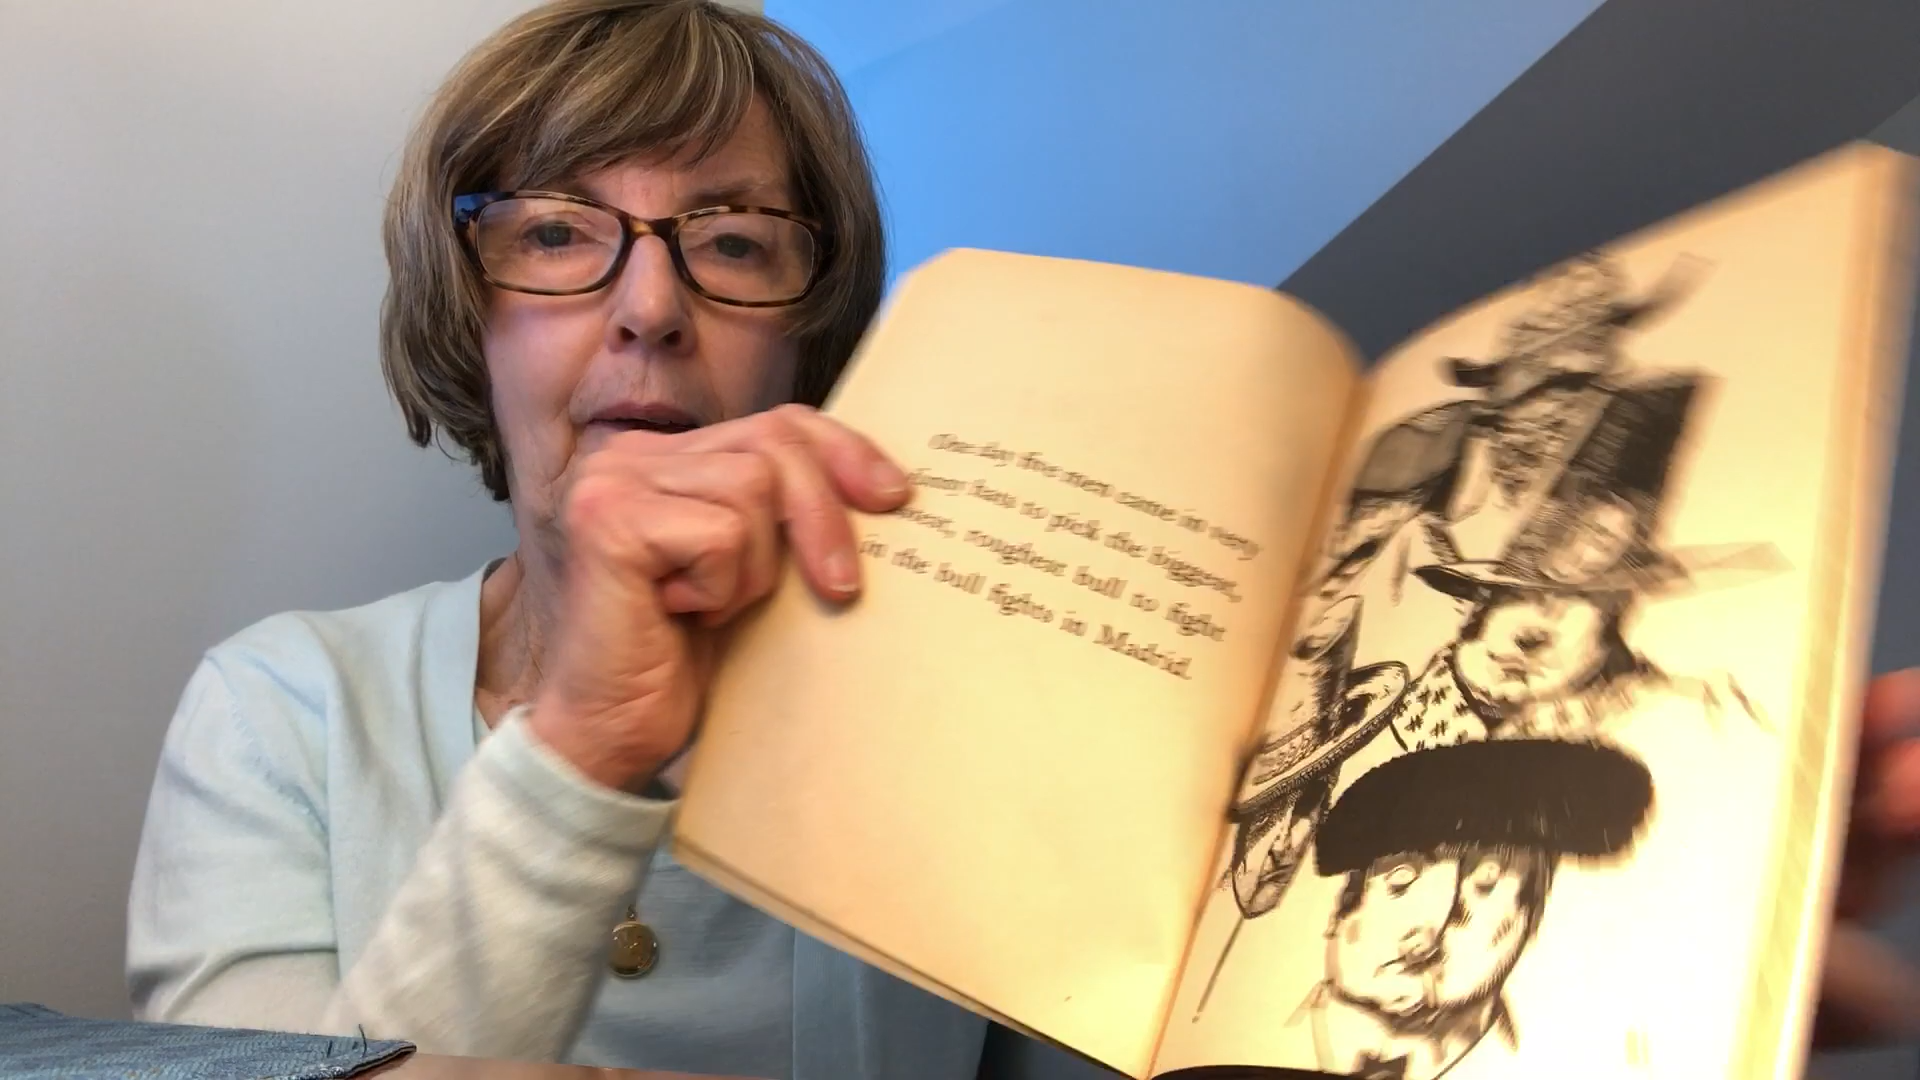 One day five men came in very
funny hats to pick the biggest,
roughest bull to fight
in the bull fights in Madrid.